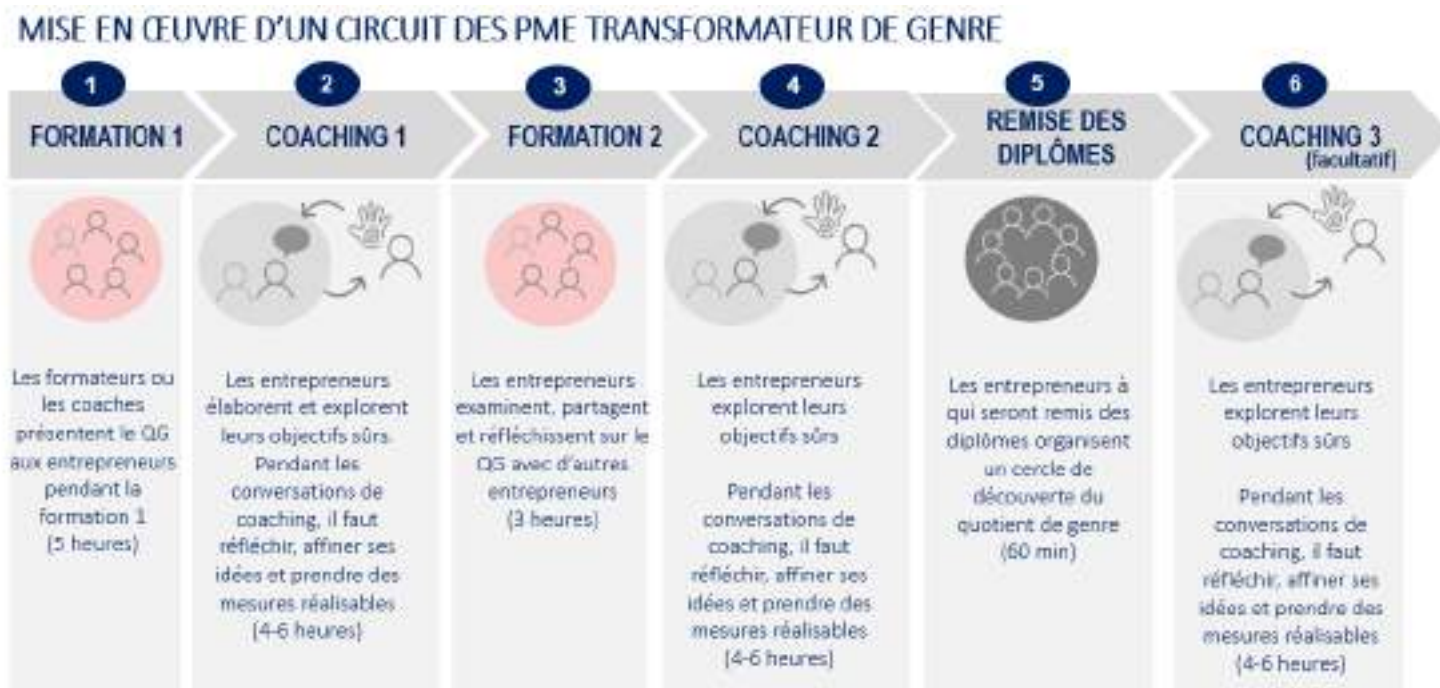 MISE EN ŒUVRE D'UN CIRCUIT DES PME TRANSFORMATEUR DE GENRE
1
FORMATION 1
Les formateurs ou
les coaches
présentent le QG
aux entrepreneurs
pendant la
formation 1
(5 heures)
2
COACHING 1
Les entrepreneurs
élaborent et explorent
leurs objectifs sûrs.
Pendant les
conversations de
coaching, il faut
réfléchir, affiner ses
idées et prendre des
mesures réalisables
(4-6 heures)
3
FORMATION 2
Les entrepreneurs
examinent, partagent
et réfléchissent sur le
QG avec d'autres
entrepreneurs
(3 heures)
4
COACHING 2
Les entrepreneurs
explorent leurs
objectifs sûrs
Pendant les
conversations de
coaching, il faut
réfléchir, affiner ses
idées et prendre des
mesures réalisables
(4-6 heures)
5
REMISE DES
DIPLÔMES
Les entrepreneurs à
qui seront remis des
diplômes organisent
un cercle de
découverte du
quotient de genre
(60 min)
6
COACHING 3
(facultatif)
Les entrepreneurs
explorent leurs
objectifs sûrs
Pendant les
conversations de
coaching, il faut
réfléchir, affiner ses
idées et prendre des
mesures réalisables
(4-6 heures)